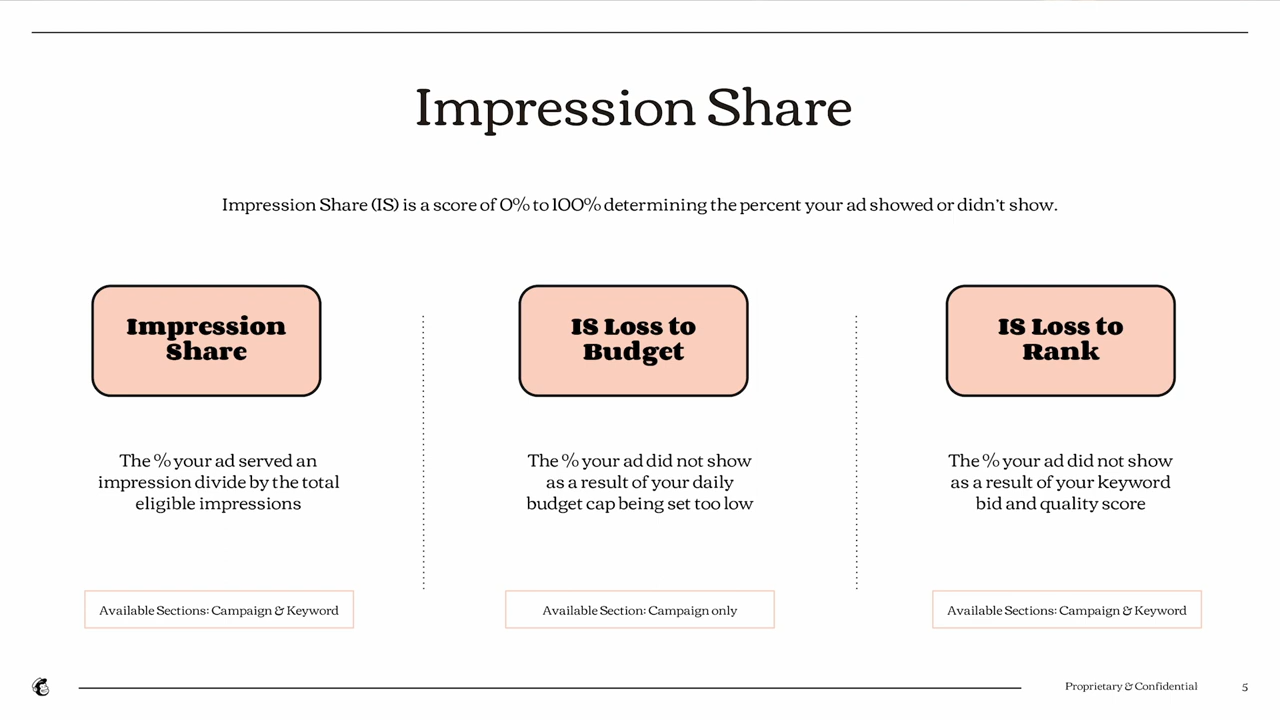 Impression Share
Impression Share (IS) is a score of 0% to 100% determining the percent your ad showed or didn't show.
Impression
Share
The % your ad served an
impression divide by the total
eligible impressions
Available Sections: Campaign & Keyword
IS Loss to
Budget
The % your ad did not show
as a result of your daily
budget cap being set too low
Available Section: Campaign only
IS Loss to
Rank
The % your ad did not show
as a result of your keyword
bid and quality score
Available Sections: Campaign & Keyword
Proprietary & Confidential
5